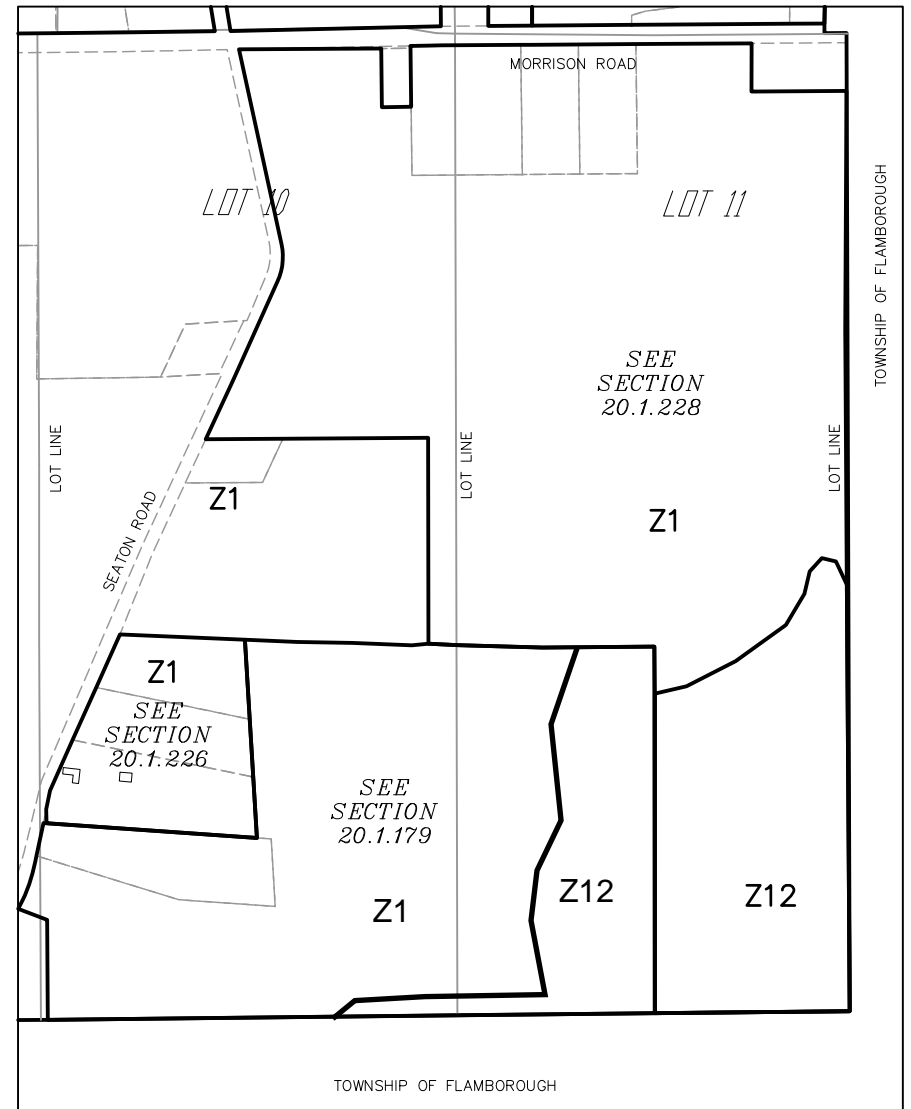 MORRISON ROAD
LOT 10
LOT 11
TOWNSHIP OF FLAMBOROUGH
SEE
SECTION
20.1.228
LOT LINE
LOT LINE
LOT LINE
Z1
SEATON ROAD
Z1
Z1
SEE
SECTION
20.1.226
SEE
SECTION
20.1.179
Z1
Z12
Z12
TOWNSHIP OF FLAMBOROUGH